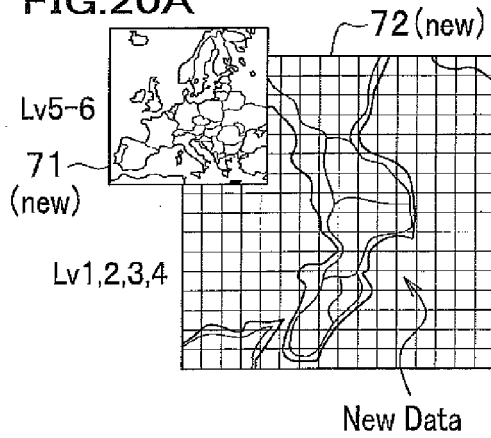 FIG.20A
72(new)
Lv5-6
71
(new)
Lv1,2,3,4
New Data